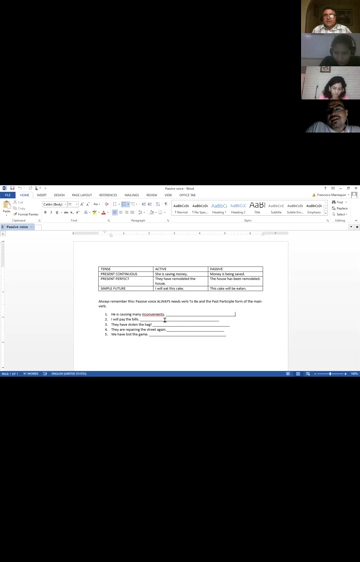 Passive voice - Word
FILE HOME INSERT DESIGN PAGE LAYOUT REFERENCES MAILINGS REVIEW VIEW
Paste
Format Painter
Clipboard Font Paragraph Styles Editing
Passive voice
TENSE ACTIVE PASSIVE
PRESENT CONTINUOUS She is saving money. Money is being saved.
PRESENT PERFECT They have remodeled the house. The house has been remodeled.
SIMPLE FUTURE I will eat this cake. This cake will be eaten.
Always remember this: Passive voice ALWAYS needs verb To BE and the Past Participle form of the main
verb.
1. He is causing many
2. I will pay the bills.
3. They have stolen the bag!
4. They are repairing the street again.
5. We have lost the game.
ENGLISH (UNITED STATES)